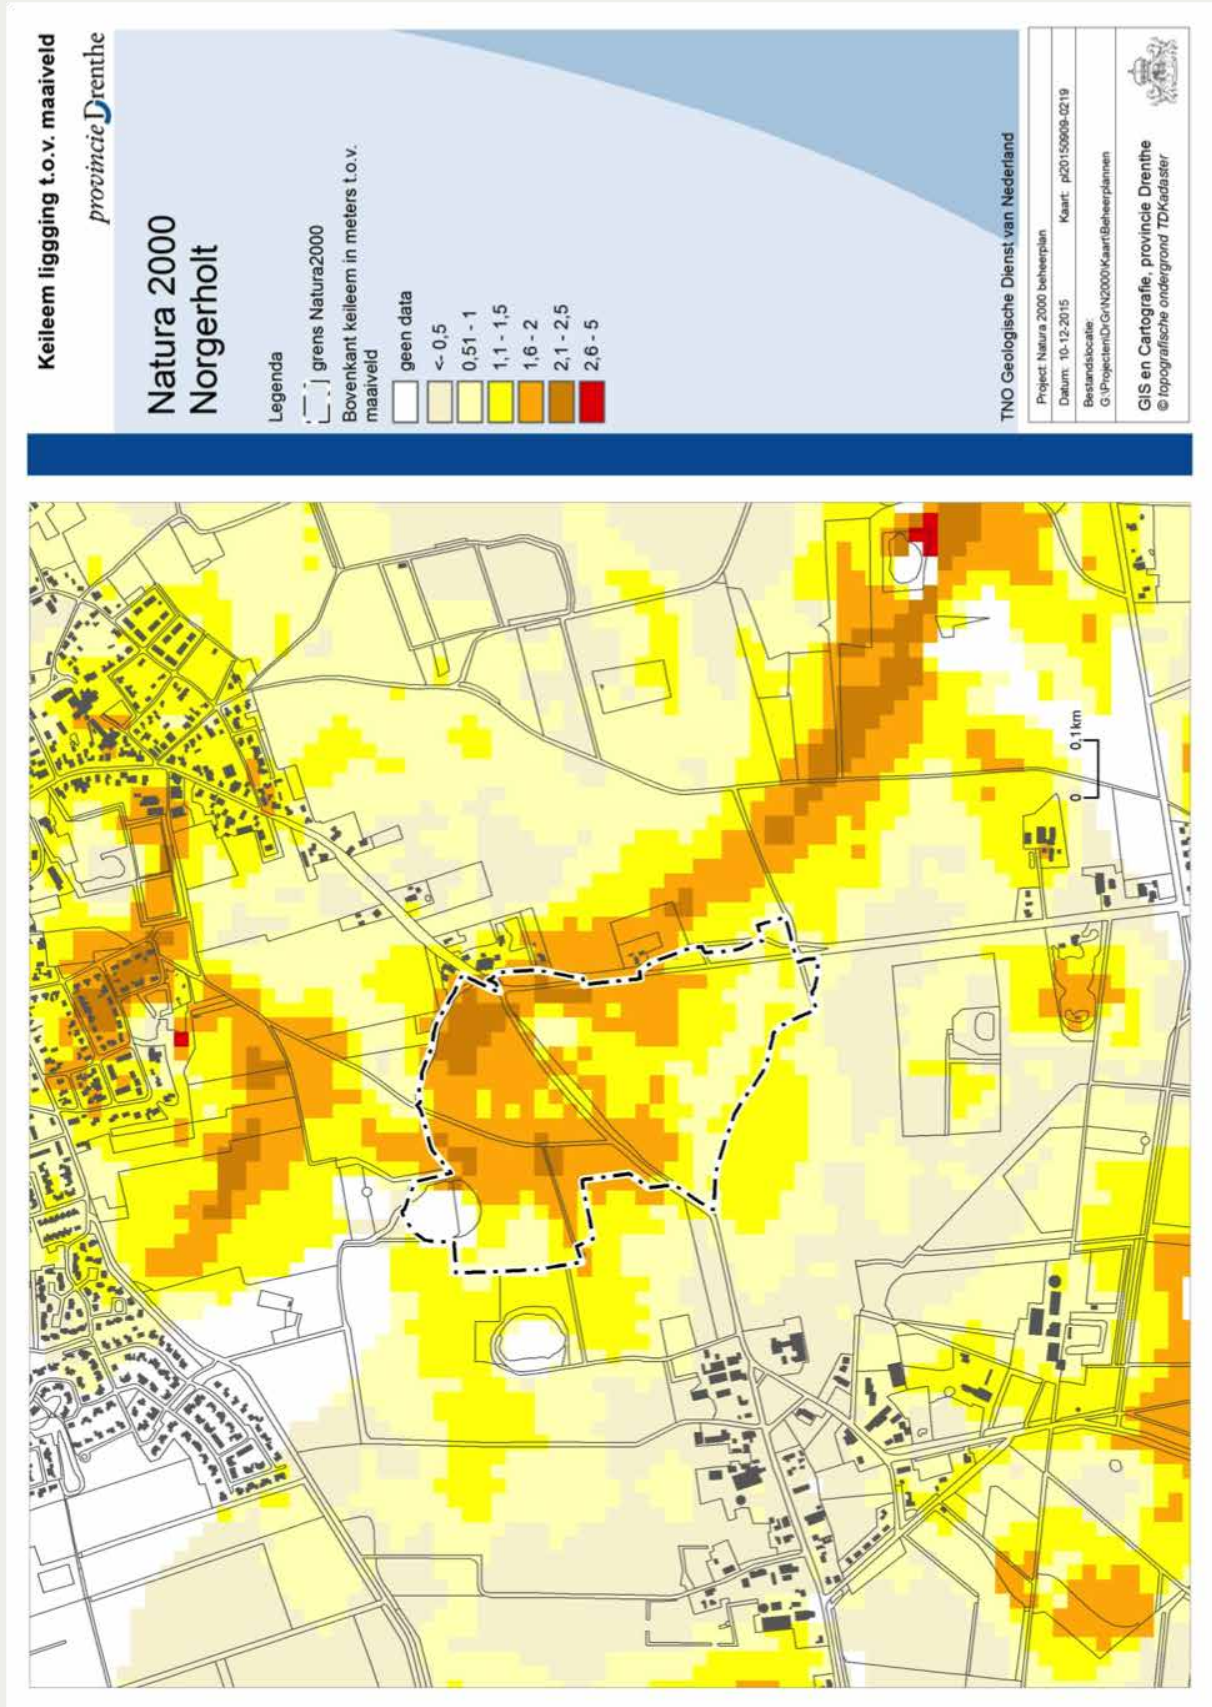 Keileem liggging t.o.v. maaiveld
provincie Drenthe
Natura 2000
Norgerholt
Legenda
grens Natura2000
Bovenkant keileem in meters t.o.v.
maaiveld
geen data
<- 0,5
0,51 - 1
1,1 - 1,5
1,6 - 2
2,1 - 2,5
2,6 - 5
TNO Geologische Dienst van Nederland
Project: Natura 2000 beheerplan
Datum: 10-12-2015 Kaart: pl20150909-0219
Bestandslocatie:
G:\Projecten\DrGr\N2000\Kaart\Beheerplannen
GIS en Cartografie, provincie Drenthe
© topografische ondergrond TDKadaster
0 0,1 km